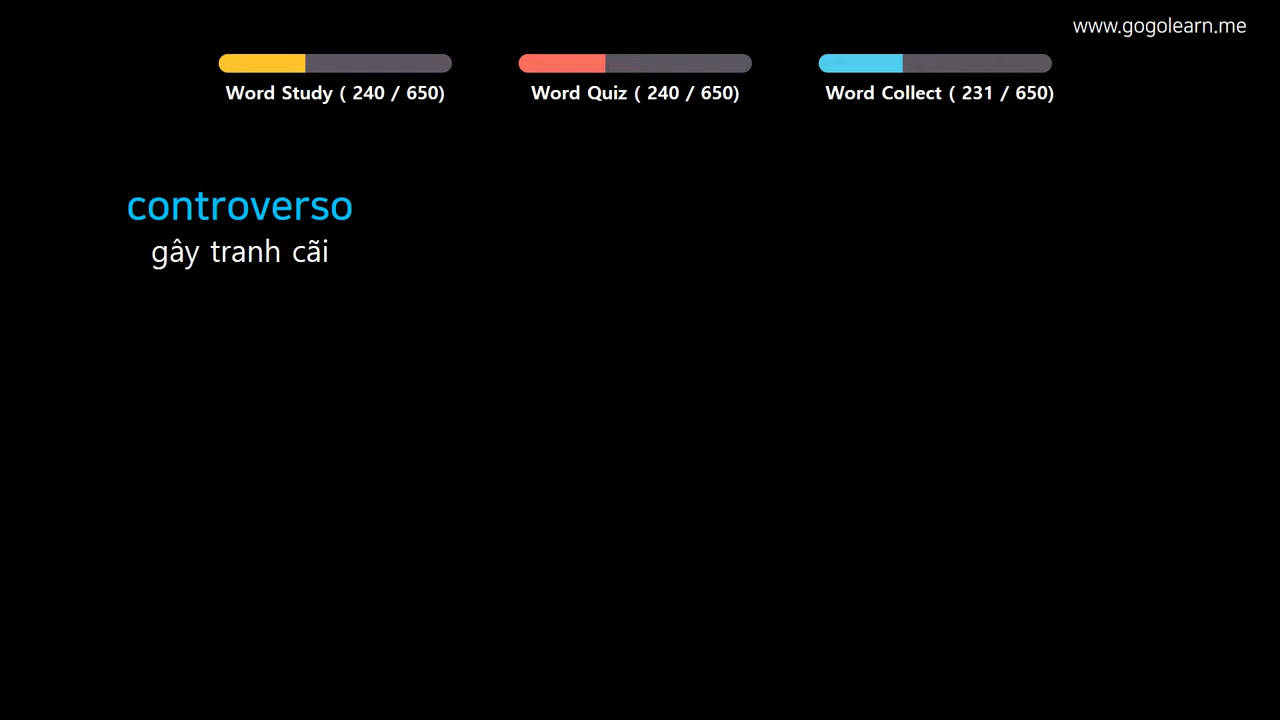 www.gogolearn.me
Word Study ( 240 / 650)
Word Quiz ( 240 / 650)
Word Collect ( 231 / 650)
controverso
gây tranh cãi